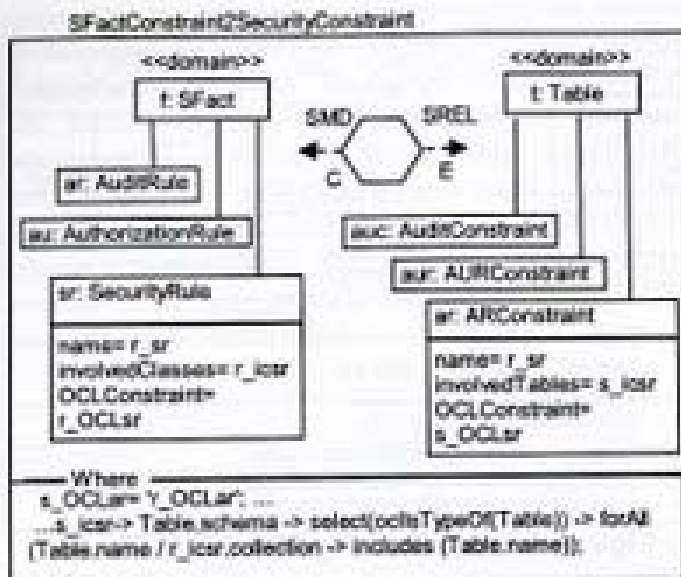 SFactConstraint2SecurityConstraint
<<domain>>
f: SFact
ar: AuditRule
au: AuthorizationRule
sr: SecurityRule
name= r_sr
involvedClasses= r_icsr
OCLConstraint=
r_OCLsr
SMD
SREL
C
E
<<domain>>
t: Table
auc: AuditConstraint
aur: AURConstraint
ar: ARConstraint
name= r_sr
involvedTables= s_icsr
OCLConstraint=
s_OCLsr
Where
s_OCLar= 'r_OCLar'; ...
...s_icsr-> Table.schema -> select(oclIsTypeOf(Table)) -> forAll
(Table.name / r_icsr.collection -> includes (Table.name));